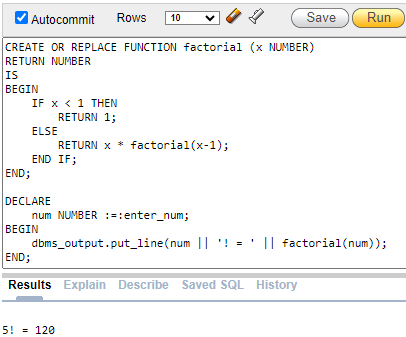 Autocommit Rows 10 Save Run
CREATE OR REPLACE FUNCTION factorial (x NUMBER)
RETURN NUMBER
IS
BEGIN
    IF x < 1 THEN
        RETURN 1;
    ELSE
        RETURN x * factorial(x-1);
    END IF;
END;

DECLARE
    num NUMBER :=:enter_num;
BEGIN
    dbms_output.put_line(num || '! = ' || factorial(num));
END;
Results Explain Describe Saved SQL History
5! = 120